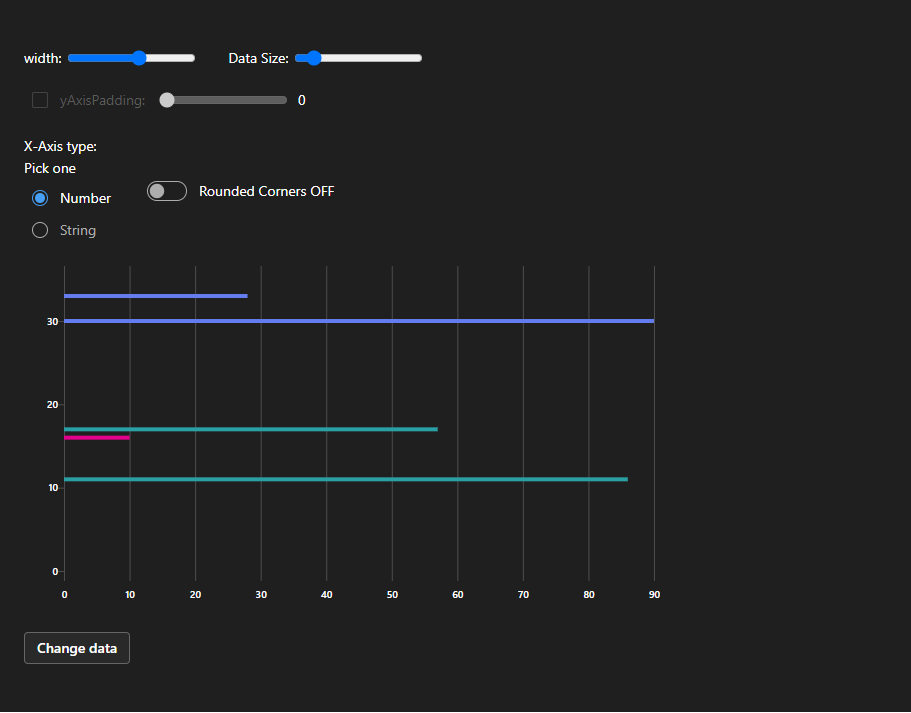 width: Data Size:
yAxisPadding: 0
X-Axis type:
Pick one
Number
Rounded Corners OFF
String
30
20
10
0
0 10 20 30 40 50 60 70 80 90
Change data